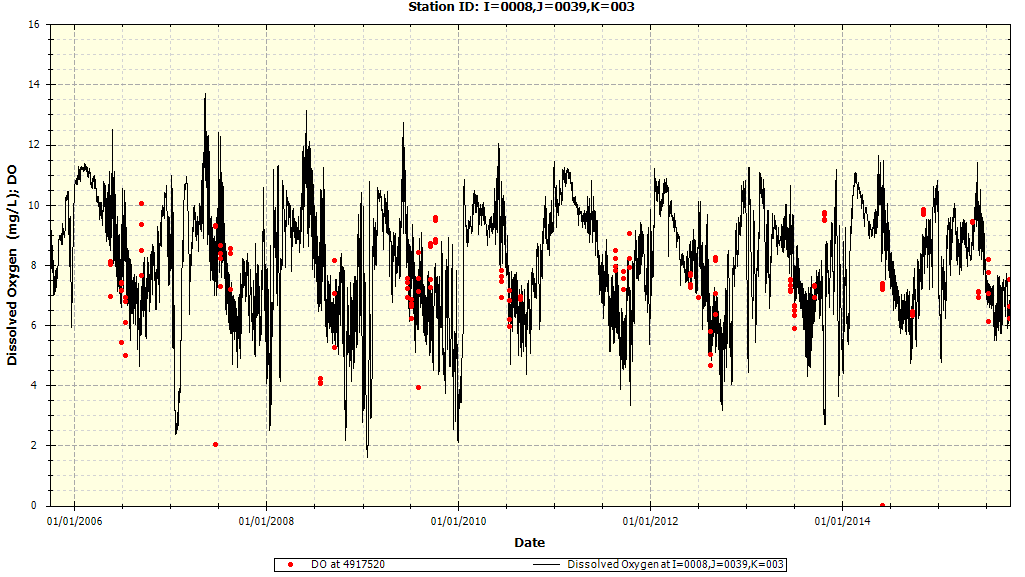 Station ID: I=0008,J=0039,K=003
16
14
12
10
8
6
4
2
0
Dissolved Oxygen (mg/L); DO
01/01/2006 01/01/2008 01/01/2010 01/01/2012 01/01/2014
Date
DO at 4917520 Dissolved Oxygen at I=0008,J=0039,K=003